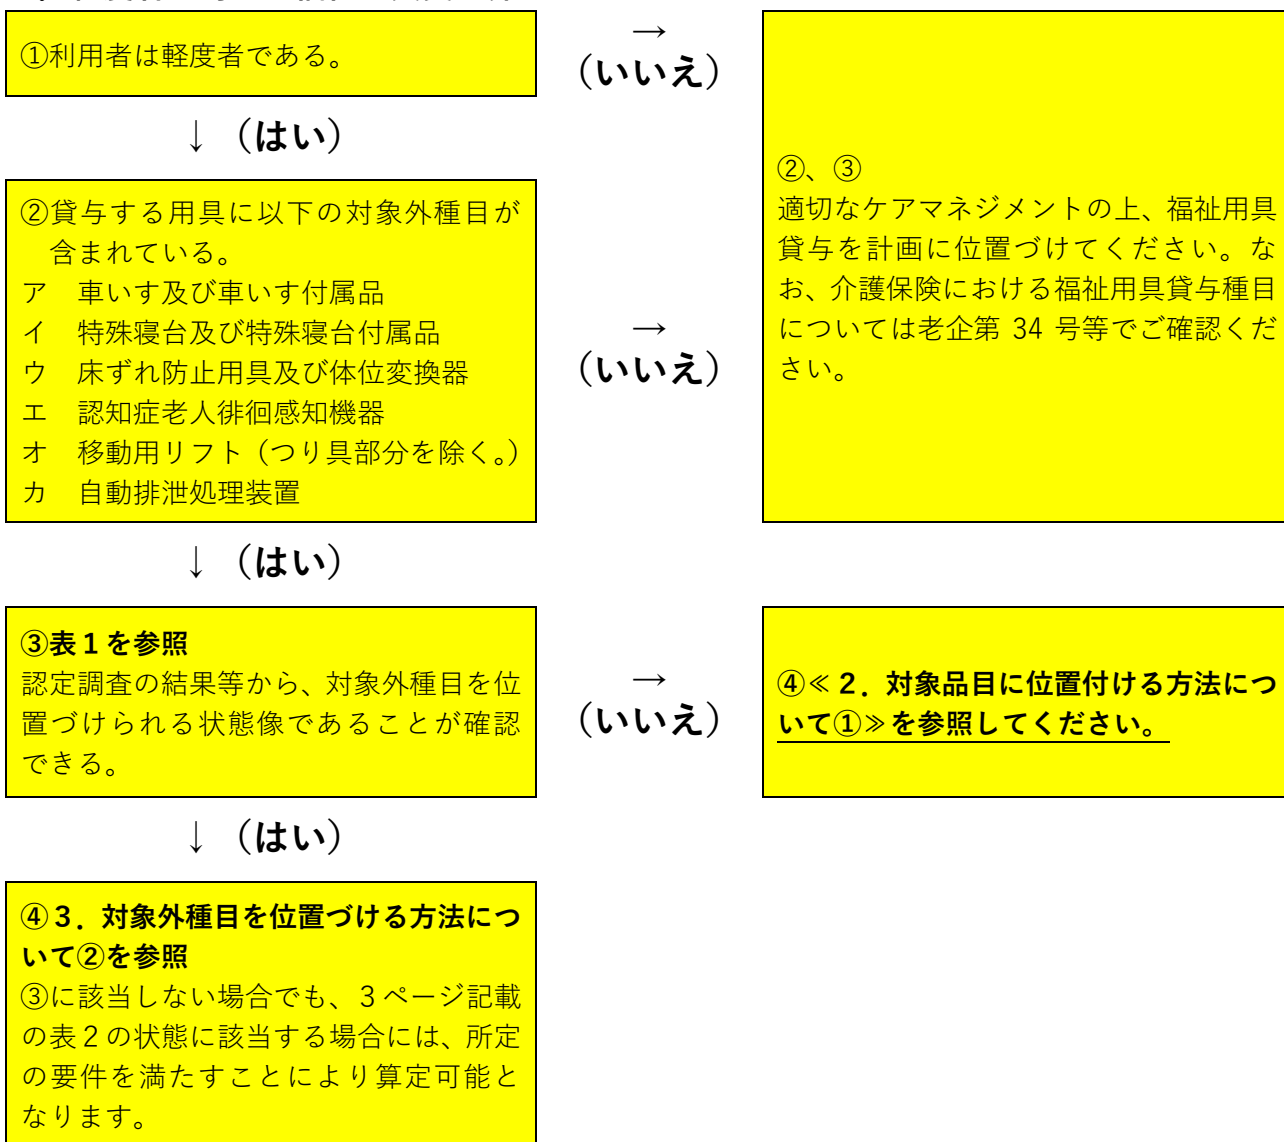 ①利用者は軽度者である。
→
（いいえ）
↓（はい）
②貸与する用具に以下の対象外種目が
含まれている。
ア　車いす及び車いす付属品
イ　特殊寝台及び特殊寝台付属品
ウ　床ずれ防止用具及び体位変換器
エ　認知症老人徘徊感知機器
オ　移動用リフト（つり具部分を除く。）
カ　自動排泄処理装置
→
（いいえ）
②、③
適切なケアマネジメントの上、福祉用具
貸与を計画に位置づけてください。な
お、介護保険における福祉用具貸与種目
については老企第 34 号等でご確認くだ
さい。
↓（はい）
③表１を参照
認定調査の結果等から、対象外種目を位
置づけられる状態像であることが確認
できる。
→
（いいえ）
④≪２．対象品目に位置付ける方法につ
いて①≫を参照してください。
↓（はい）
④３．対象外種目を位置づける方法につ
いて②を参照
③に該当しない場合でも、３ページ記載
の表２の状態に該当する場合には、所定
の要件を満たすことにより算定可能と
なります。